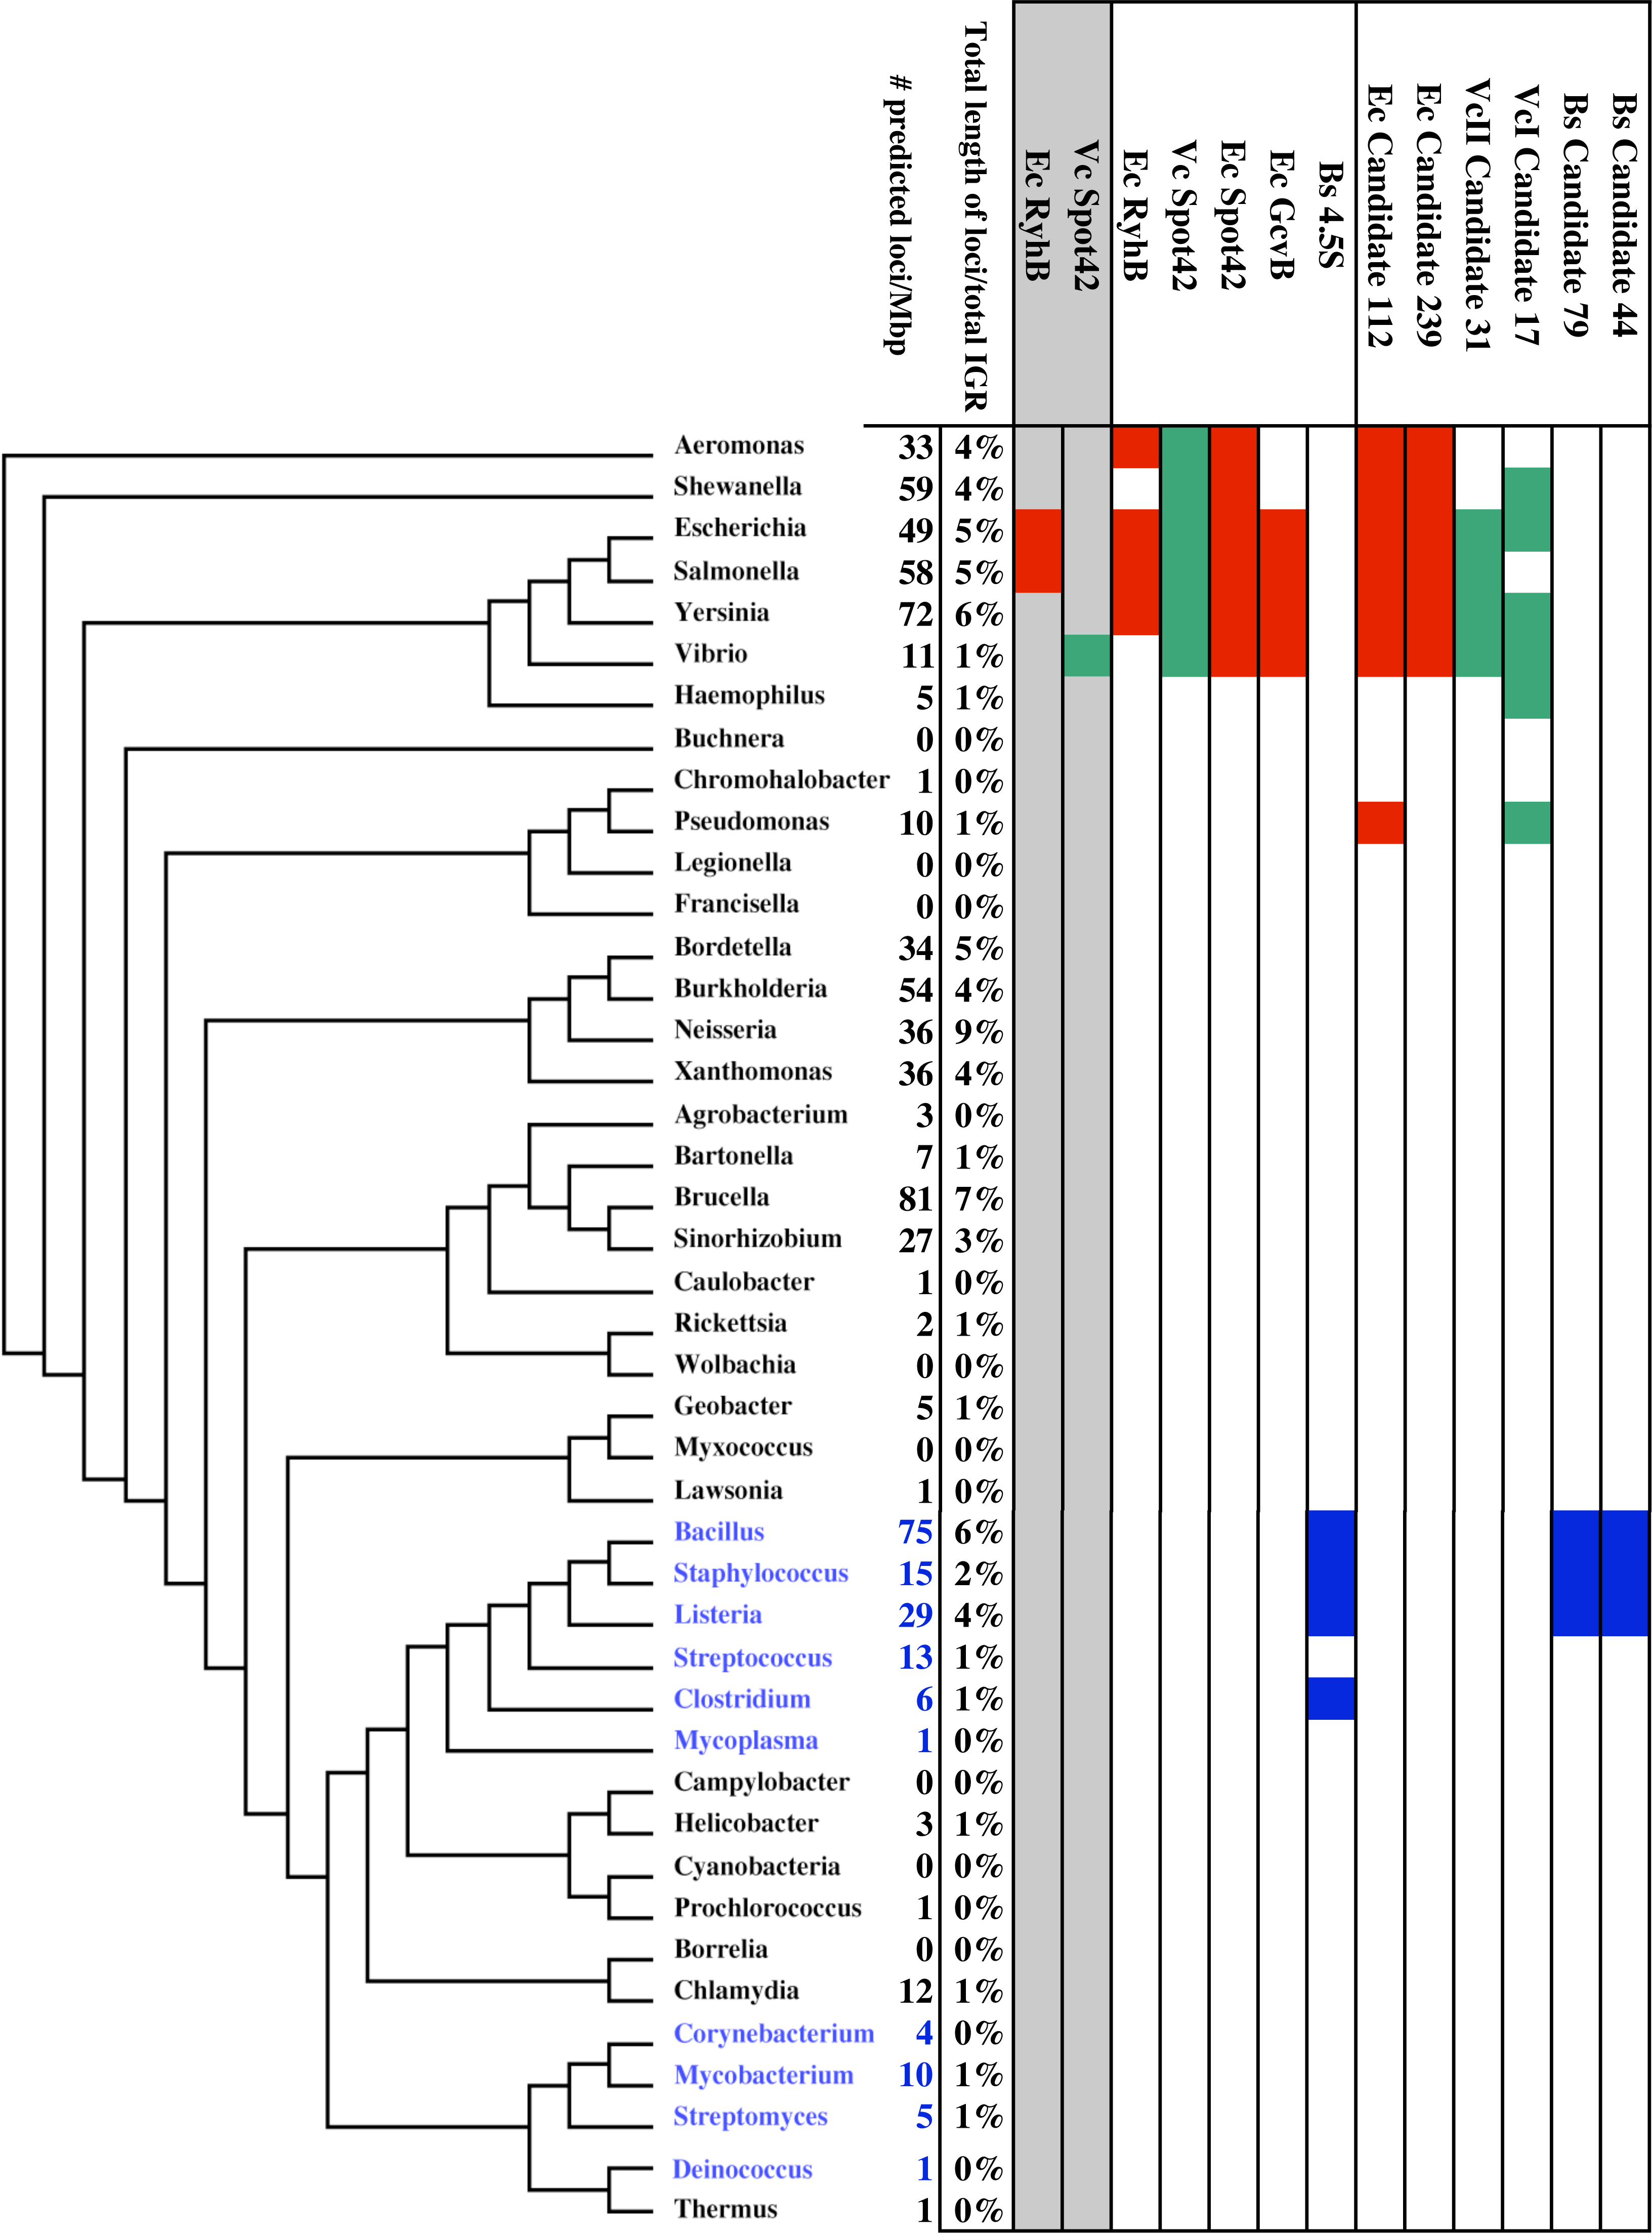 # predicted loci/Mbp
Total length of loci/total IGR
Ec RyhB
Vc Spot42
Ec RyhB
Vc Spot42
Ec Spot42
Ec GcvB
Bs 4.5S
Ec Candidate 112
Ec Candidate 239
VcII Candidate 31
VcI Candidate 17
Bs Candidate 79
Bs Candidate 44
Aeromonas 33 4%
Shewanella 59 4%
Escherichia 49 5%
Salmonella 58 5%
Yersinia 72 6%
Vibrio 11 1%
Haemophilus 5 1%
Buchnera 0 0%
Chromohalobacter 1 0%
Pseudomonas 10 1%
Legionella 0 0%
Francisella 0 0%
Bordetella 34 5%
Burkholderia 54 4%
Neisseria 36 9%
Xanthomonas 36 4%
Agrobacterium 3 0%
Bartonella 7 1%
Brucella 81 7%
Sinorhizobium 27 3%
Caulobacter 1 0%
Rickettsia 2 1%
Wolbachia 0 0%
Geobacter 5 1%
Myxococcus 0 0%
Lawsonia 1 0%
Bacillus 75 6%
Staphylococcus 15 2%
Listeria 29 4%
Streptococcus 13 1%
Clostridium 6 1%
Mycoplasma 1 0%
Campylobacter 0 0%
Helicobacter 3 1%
Cyanobacteria 0 0%
Prochlorococcus 1 0%
Borrelia 0 0%
Chlamydia 12 1%
Corynebacterium 4 0%
Mycobacterium 10 1%
Streptomyces 5 1%
Deinococcus 1 0%
Thermus 1 0%